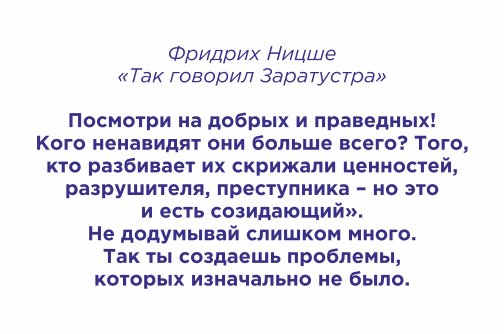 Фридрих Ницше
«Так говорил Заратустра»
Посмотри на добрых и праведных!
Кого ненавидят они больше всего? Того,
кто разбивает их скрижали ценностей,
разрушителя, преступника – но это
и есть созидающий».
Не додумывай слишком много.
Так ты создаешь проблемы,
которых изначально не было.